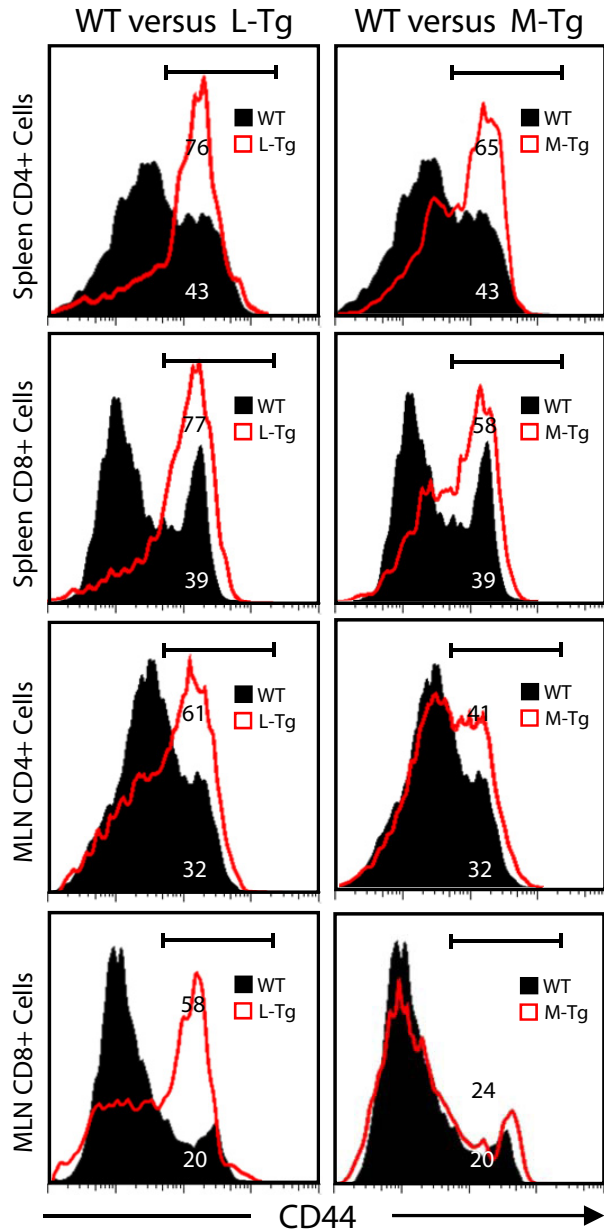 WT versus L-Tg
WT versus M-Tg
Spleen CD4+ Cells
WT
L-Tg
76
43
WT
M-Tg
65
43
Spleen CD8+ Cells
WT
L-Tg
77
39
WT
M-Tg
58
39
MLN CD4+ Cells
WT
L-Tg
61
32
WT
M-Tg
41
32
MLN CD8+ Cells
WT
L-Tg
58
20
WT
M-Tg
24
20
CD44